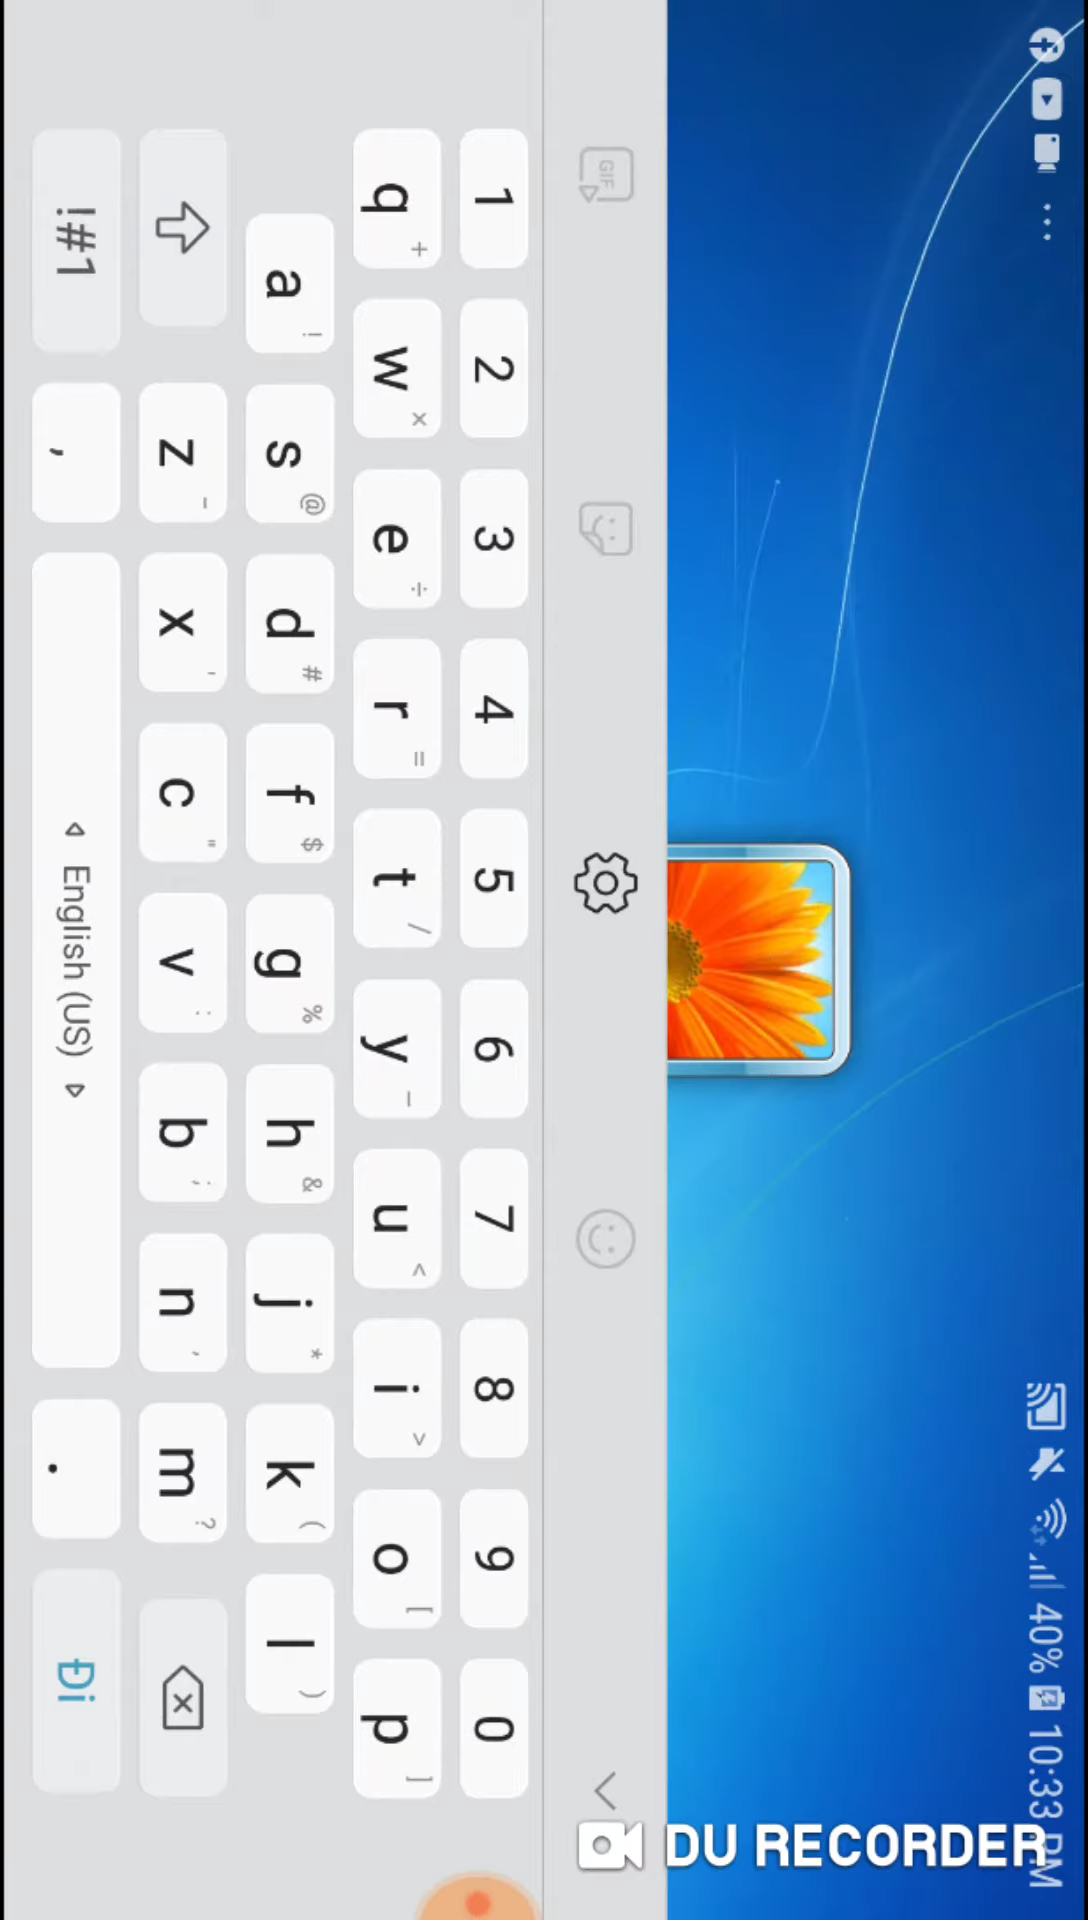 40% 10:33 PM
GIF
1 2 3 4 5 6 7 8 9 0
q + w × e ÷ r = t / y _ u < i > o [ p ]
a ! s @ d # f $ g % h & j * k ( l )
z - x ' c " v : b ; n , m ?
!#1 , English (US) . Đi
DU RECORDER